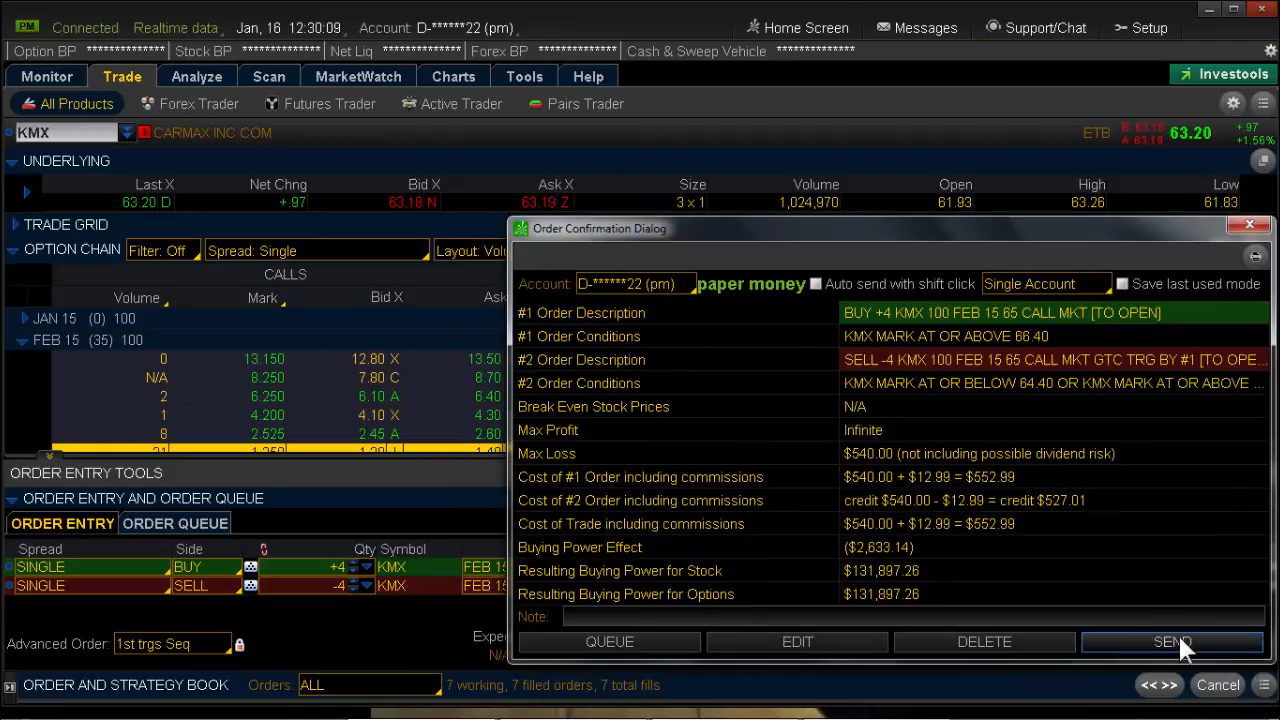 PM Connected Realtime data Jan, 16 12:30:09 Account: D-******22 (pm) Home Screen Messages Support/Chat Setup
Option BP *************** Stock BP *************** Net Liq *************** Forex BP *************** Cash & Sweep Vehicle ***************
Monitor Trade Analyze Scan MarketWatch Charts Tools Help Investools
All Products Forex Trader Futures Trader Active Trader Pairs Trader
KMX CARMAX INC COM ETB B: 63.18 A: 63.19 63.20 +.97 +1.56%
UNDERLYING
Last X Net Chng Bid X Ask X Size Volume Open High Low
63.20 D +.97 63.18 N 63.19 Z 3 x 1 1,024,970 61.93 63.26 61.83
TRADE GRID
OPTION CHAIN Filter: Off Spread: Single Layout:
CALLS
Volume Mark Bid X
JAN 15 (0) 100
FEB 15 (35) 100
0 13.150 12.80 X 13.50
N/A 8.250 7.80 C 8.70
2 6.250 6.10 A 6.40
1 4.200 4.10 X 4.30
8 2.525 2.45 A 2.60
ORDER ENTRY TOOLS
ORDER ENTRY AND ORDER QUEUE
ORDER ENTRY ORDER QUEUE
Spread Side Qty Symbol
SINGLE BUY +4 KMX FEB 15
SINGLE SELL -4 KMX FEB 15
Advanced Order: 1st trgs Seq
ORDER AND STRATEGY BOOK Orders: ALL 7 working, 7 filled orders, 7 total fills << >> Cancel
Order Confirmation Dialog
Account: D-******22 (pm) paper money Auto send with shift click Single Account Save last used mode
#1 Order Description BUY +4 KMX 100 FEB 15 65 CALL MKT [TO OPEN]
#1 Order Conditions KMX MARK AT OR ABOVE 66.40
#2 Order Description SELL -4 KMX 100 FEB 15 65 CALL MKT GTC TRG BY #1 [TO OPE...
#2 Order Conditions KMX MARK AT OR BELOW 64.40 OR KMX MARK AT OR ABOVE ...
Break Even Stock Prices N/A
Max Profit Infinite
Max Loss $540.00 (not including possible dividend risk)
Cost of #1 Order including commissions $540.00 + $12.99 = $552.99
Cost of #2 Order including commissions credit $540.00 - $12.99 = credit $527.01
Cost of Trade including commissions $540.00 + $12.99 = $552.99
Buying Power Effect ($2,633.14)
Resulting Buying Power for Stock $131,897.26
Resulting Buying Power for Options $131,897.26
Note:
QUEUE EDIT DELETE SEND